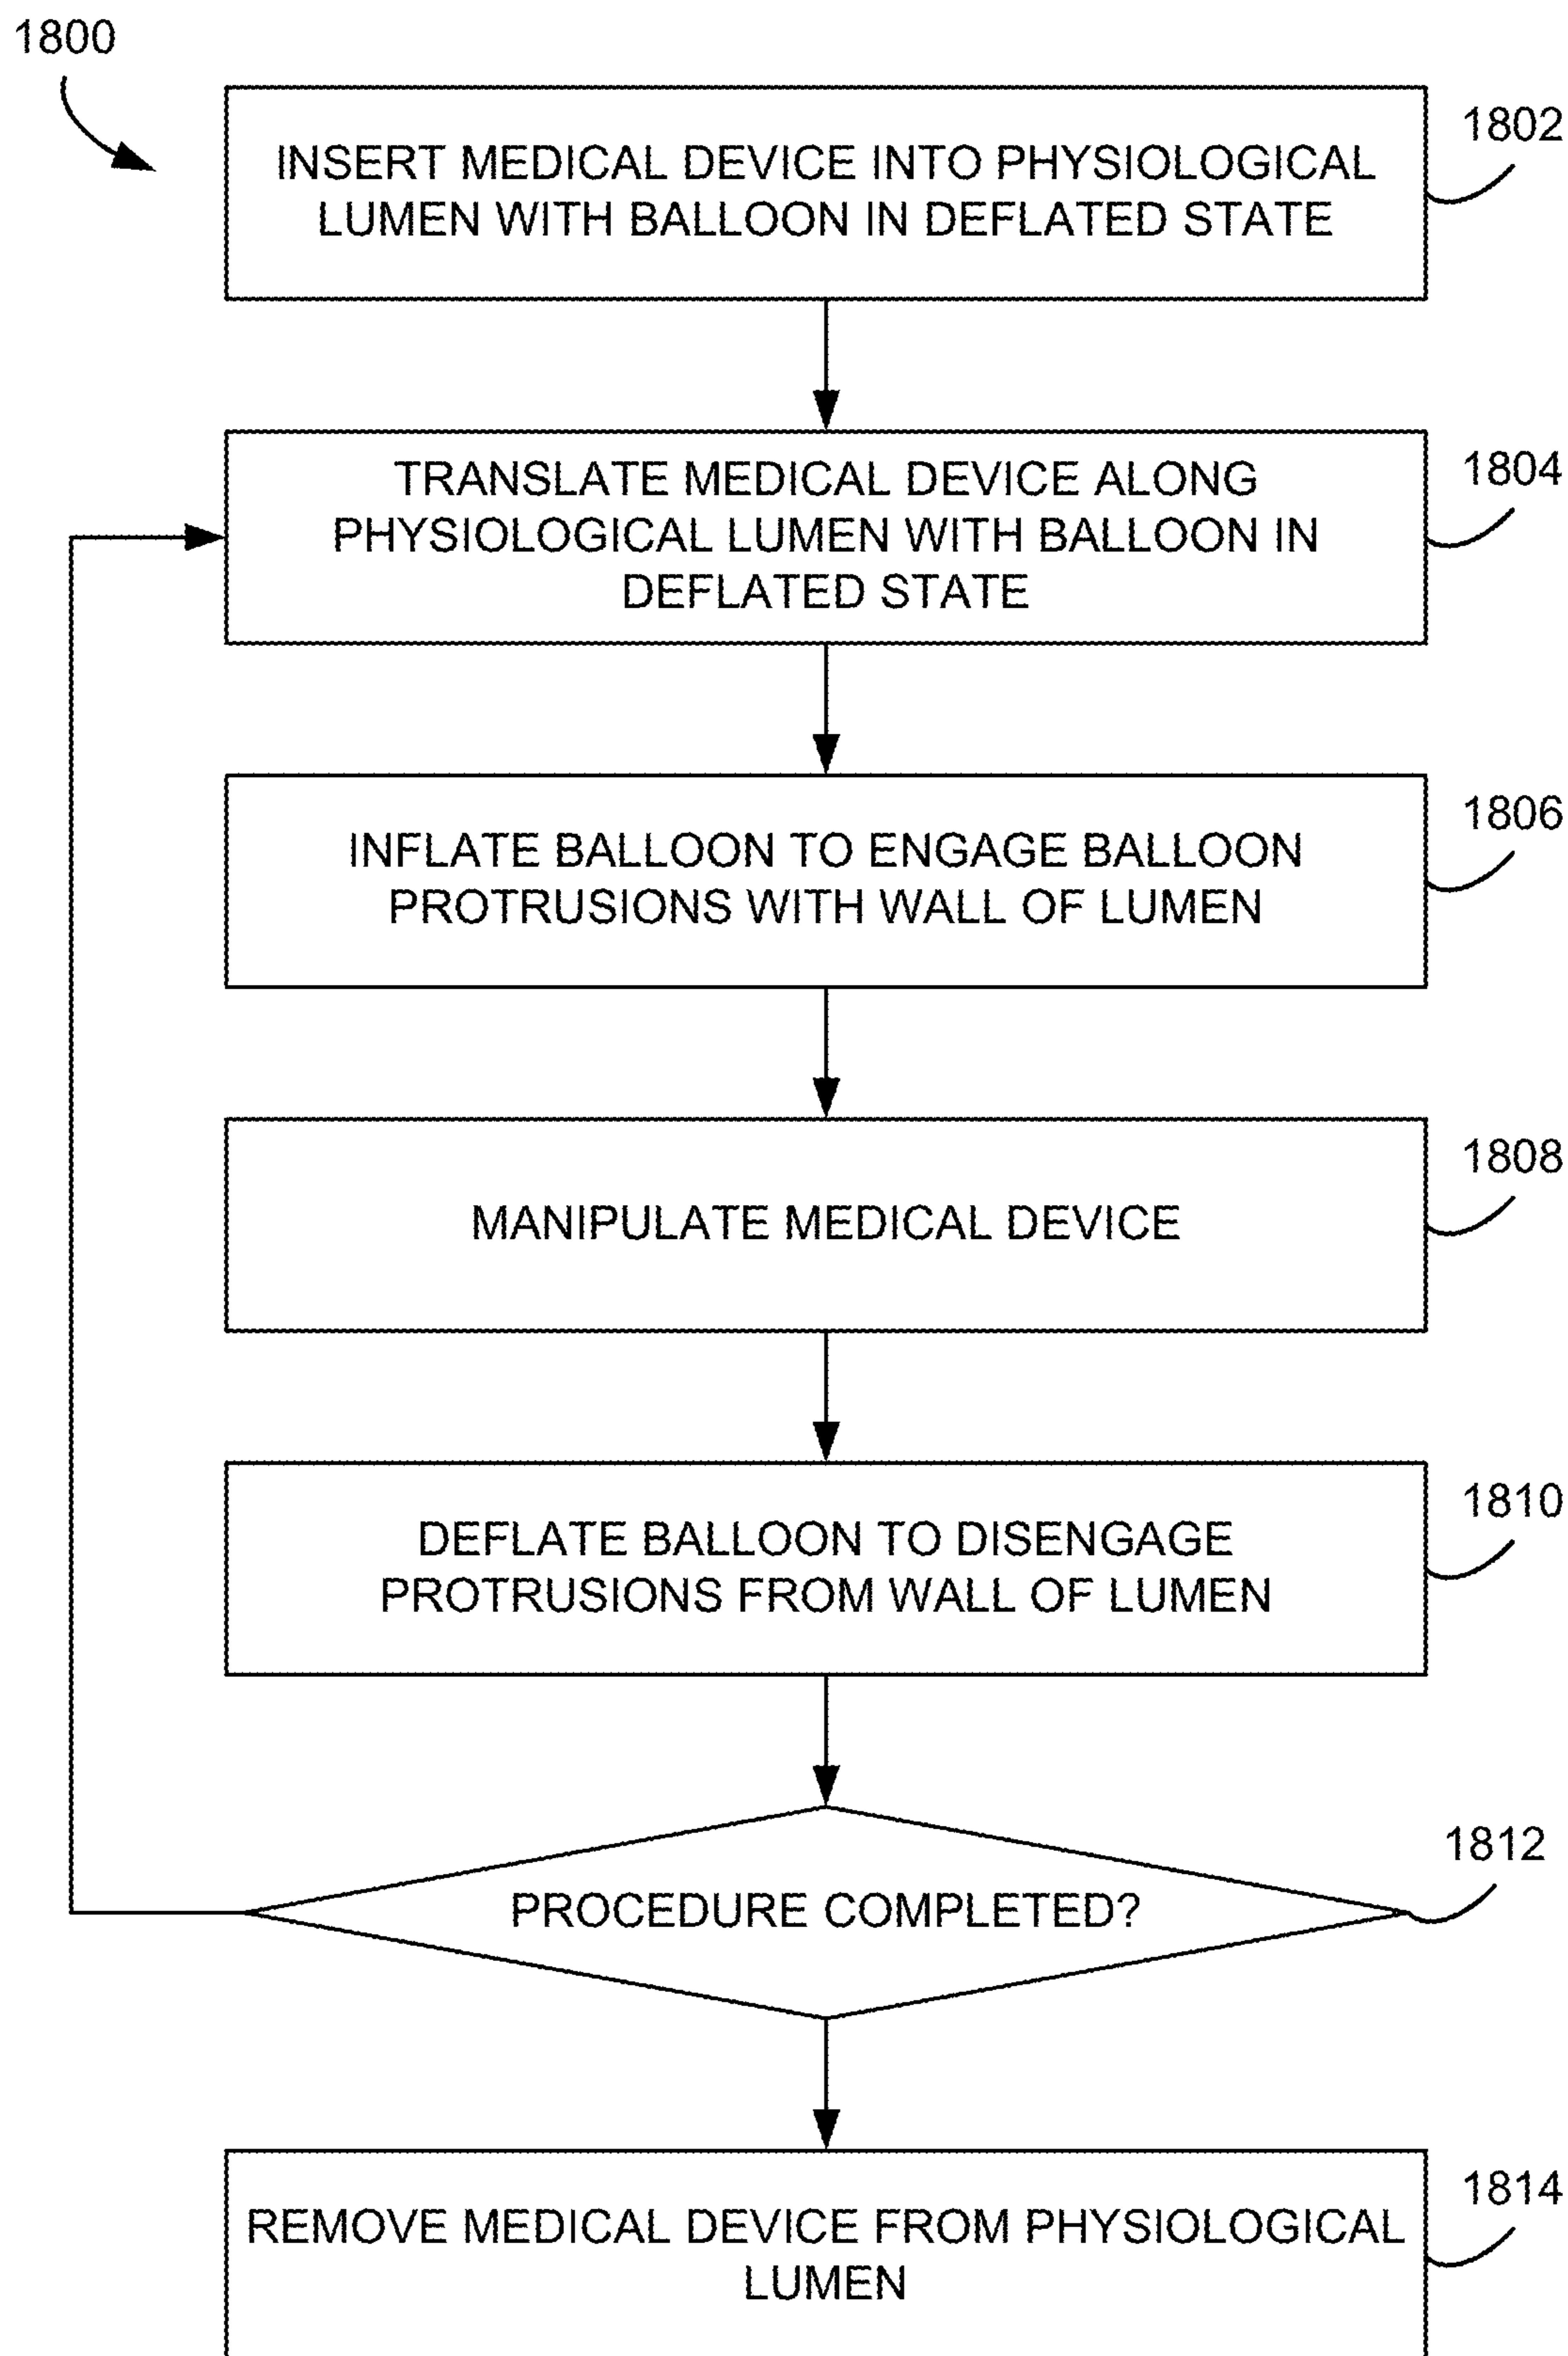 1800
1802
INSERT MEDICAL DEVICE INTO PHYSIOLOGICAL
LUMEN WITH BALLOON IN DEFLATED STATE
1804
TRANSLATE MEDICAL DEVICE ALONG
PHYSIOLOGICAL LUMEN WITH BALLOON IN
DEFLATED STATE
1806
INFLATE BALLOON TO ENGAGE BALLOON
PROTRUSIONS WITH WALL OF LUMEN
1808
MANIPULATE MEDICAL DEVICE
1810
DEFLATE BALLOON TO DISENGAGE
PROTRUSIONS FROM WALL OF LUMEN
1812
PROCEDURE COMPLETED?
1814
REMOVE MEDICAL DEVICE FROM PHYSIOLOGICAL
LUMEN